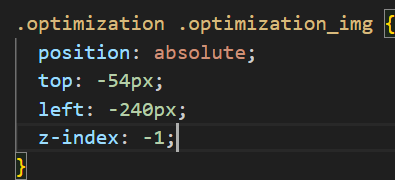 .optimization .optimization_img {
position: absolute;
top: -54px;
left: -240px;
z-index: -1;
}